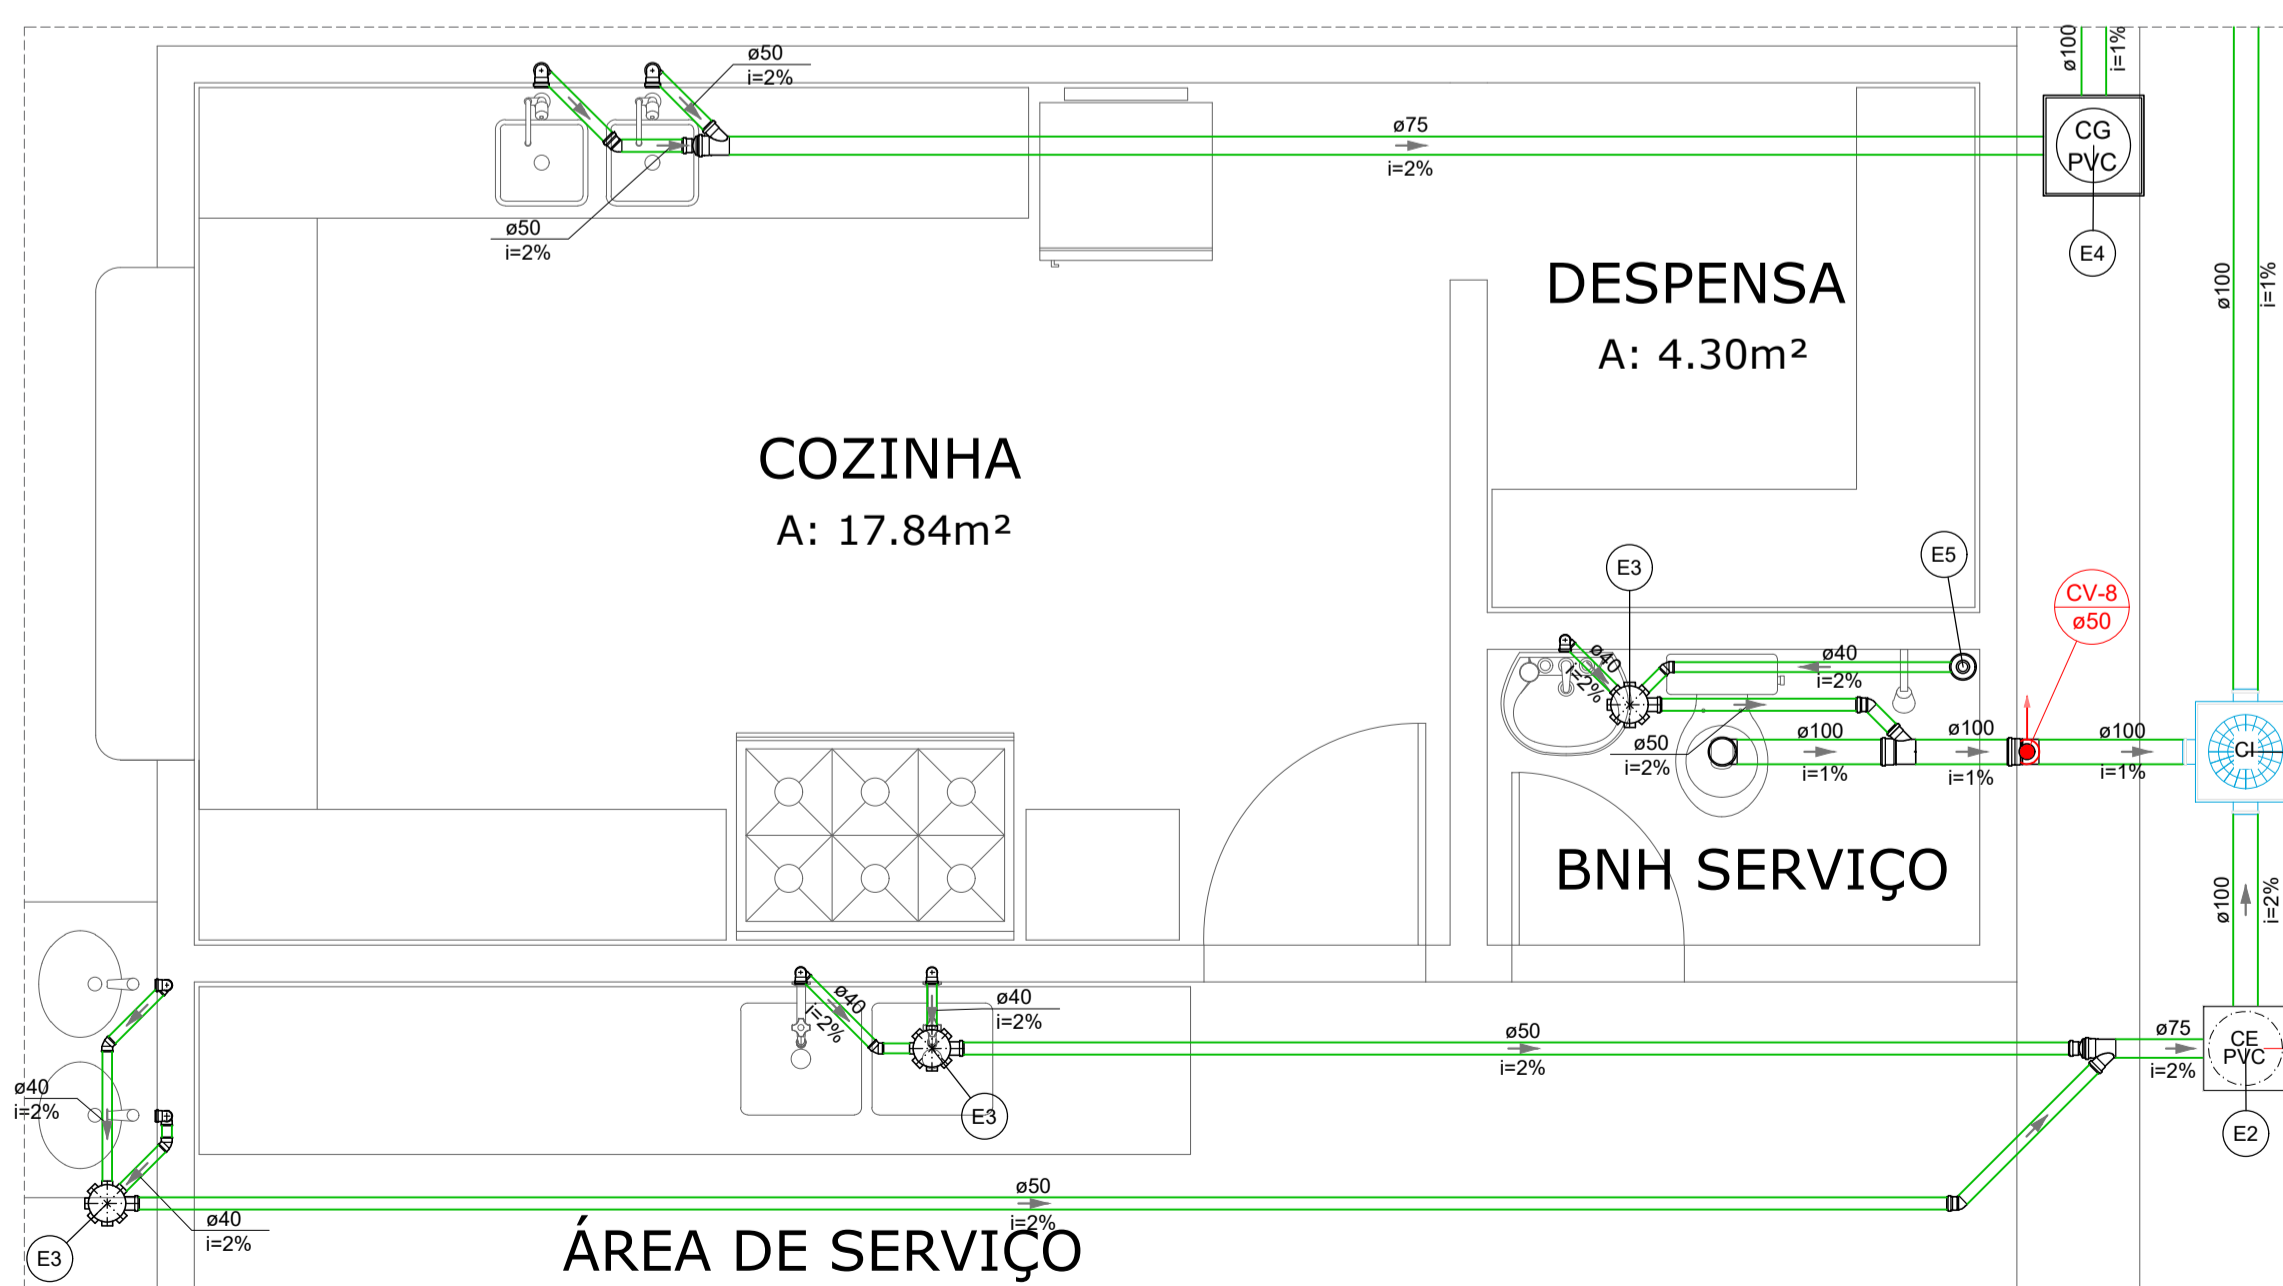 ø50
i=2%
ø100
i=1%
ø75
i=2%
CG
PVC
ø50
i=2%
E4
DESPENSA
A: 4.30m²
ø100
i=1%
COZINHA
A: 17.84m²
E3
E5
CV-8
ø50
ø40
i=2%
ø40
i=2%
ø50
i=2%
ø100
i=1%
ø100
i=1%
ø100
i=1%
CI
BNH SERVIÇO
ø100
i=2%
ø40
i=2%
ø40
i=2%
ø50
i=2%
ø75
i=2%
CE
PVC
ø40
i=2%
E3
E2
ø50
i=2%
ø40
i=2%
E3
ÁREA DE SERVIÇO